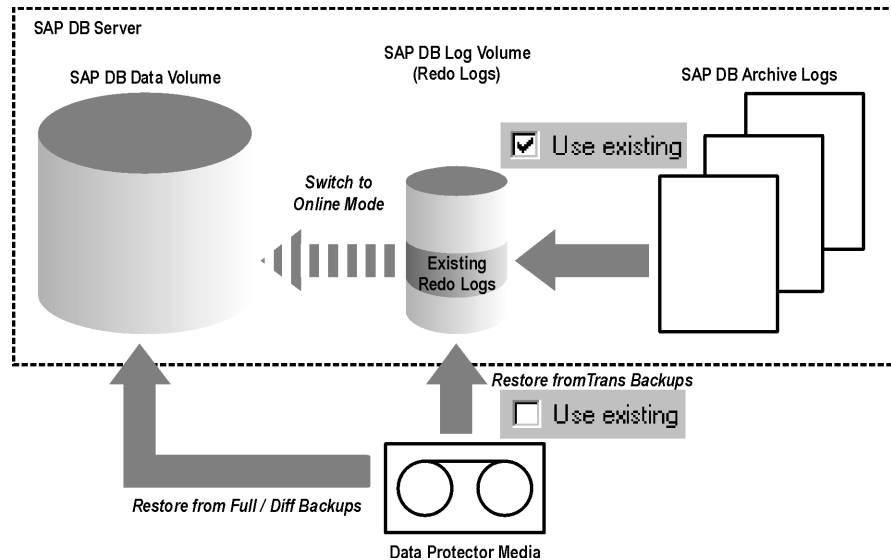 SAP DB Server
SAP DB Data Volume
SAP DB Log Volume
(Redo Logs)
SAP DB Archive Logs
Use existing
Switch to
Online Mode
Existing
Redo Logs
Restore fromTrans Backups
Use existing
Restore from Full / Diff Backups
Data Protector Media